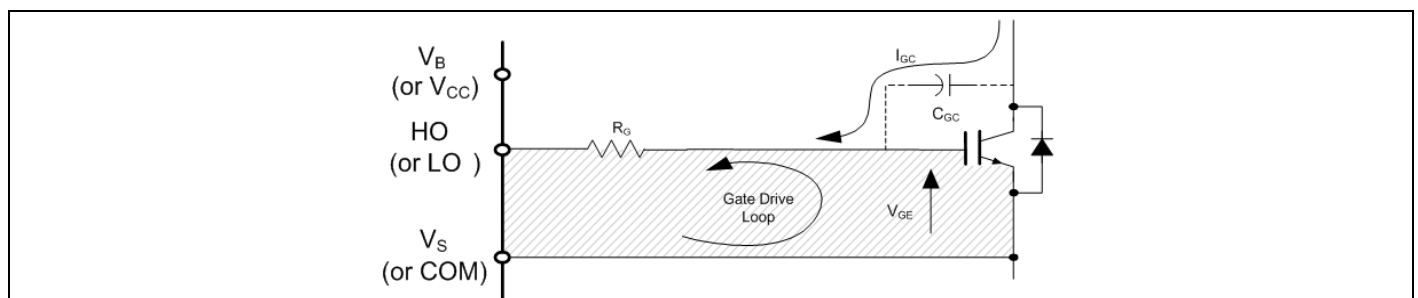 V_B
(or V_CC)
HO
(or LO )
V_S
(or COM)
R_G
I_GC
C_GC
V_GE
Gate Drive
Loop